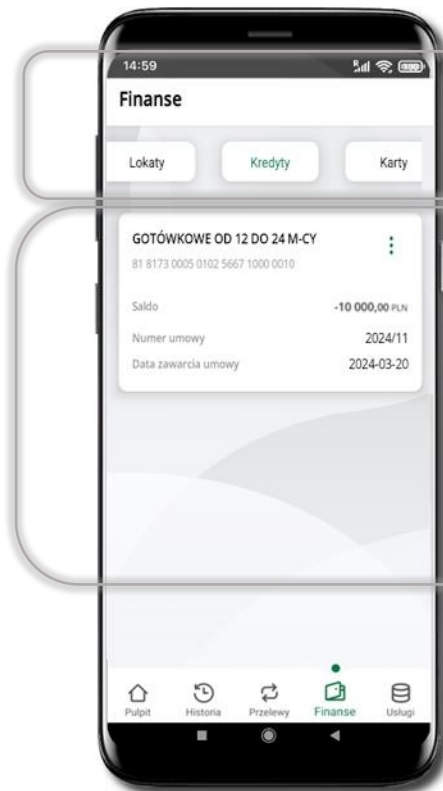 14:59
Finanse
Lokaty Kredyty Karty
GOTÓWKOWE OD 12 DO 24 M-CY
81 8173 0005 0102 5667 1000 0010
Saldo -10 000,00 PLN
Numer umowy 2024/11
Data zawarcia umowy 2024-03-20
Pulpit Historia Przelewy Finanse Usługi